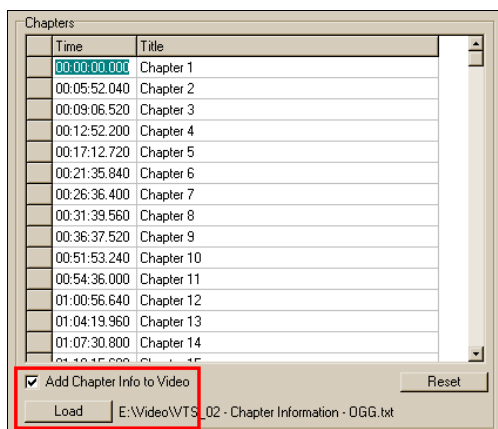 Chapters
Time Title
00:00:00.000 Chapter 1
00:05:52.040 Chapter 2
00:09:06.520 Chapter 3
00:12:52.200 Chapter 4
00:17:12.720 Chapter 5
00:21:35.840 Chapter 6
00:26:36.400 Chapter 7
00:31:39.560 Chapter 8
00:36:37.520 Chapter 9
00:51:53.240 Chapter 10
00:54:36.000 Chapter 11
01:00:56.640 Chapter 12
01:04:19.960 Chapter 13
01:07:30.800 Chapter 14
Add Chapter Info to Video Reset
Load E:\Video\VTS_02 - Chapter Information - OGG.txt